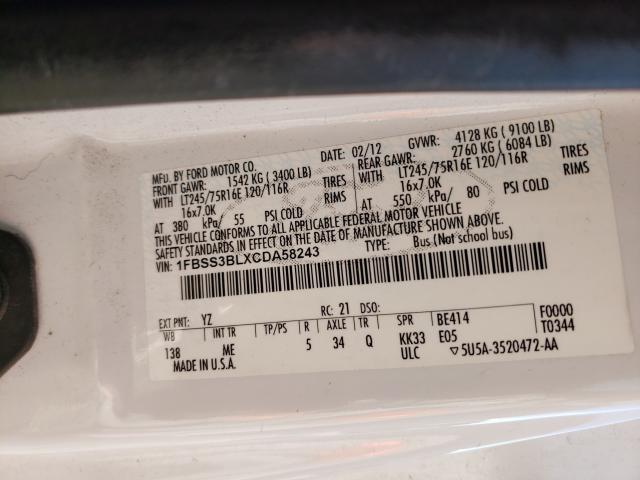 MFD. BY FORD MOTOR CO.
DATE: 02/12 GVWR: 4128 KG ( 9100 LB)
FRONT GAWR: 1542 KG ( 3400 LB) REAR GAWR: 2760 KG ( 6084 LB)
WITH LT245/75R16E 120/116R TIRES WITH LT245/75R16E 120/116R TIRES
16x7.0K RIMS 16x7.0K RIMS
AT 380 kPa/ 55 PSI COLD AT 550 kPa/ 80 PSI COLD
THIS VEHICLE CONFORMS TO ALL APPLICABLE FEDERAL MOTOR VEHICLE
SAFETY STANDARDS IN EFFECT ON THE DATE OF MANUFACTURE SHOWN ABOVE.
VIN: 1FBSS3BLXCDA58243 TYPE: Bus (Not school bus)
EXT PNT: YZ RC: 21 DSO:
WB INT TR TP/PS R AXLE TR SPR BE414 F0000
138 ME 5 34 Q KK33 E05 T0344
MADE IN U.S.A. ULC ▽5U5A-3520472-AA